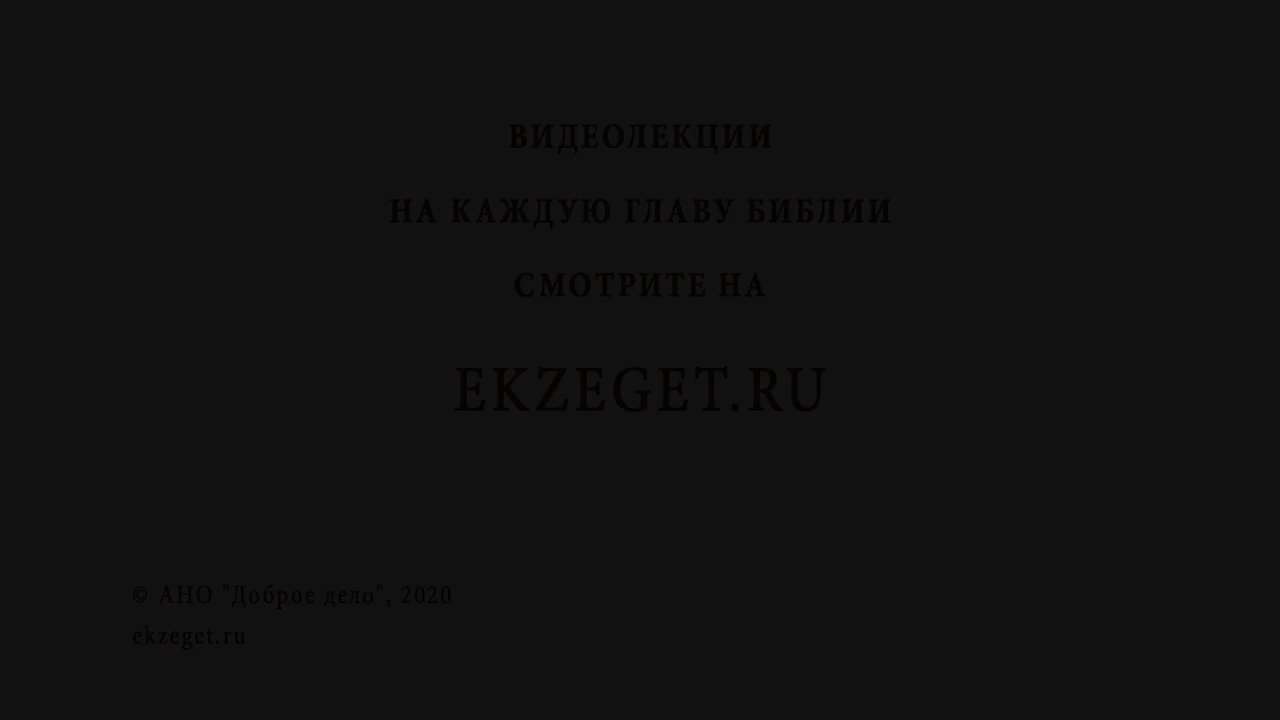 ВИДЕОЛЕКЦИИ
НА КАЖДУЮ ГЛАВУ БИБЛИИ
СМОТРИТЕ НА
EKZEGET.RU
© АНО "Доброе дело", 2020
ekzeget.ru